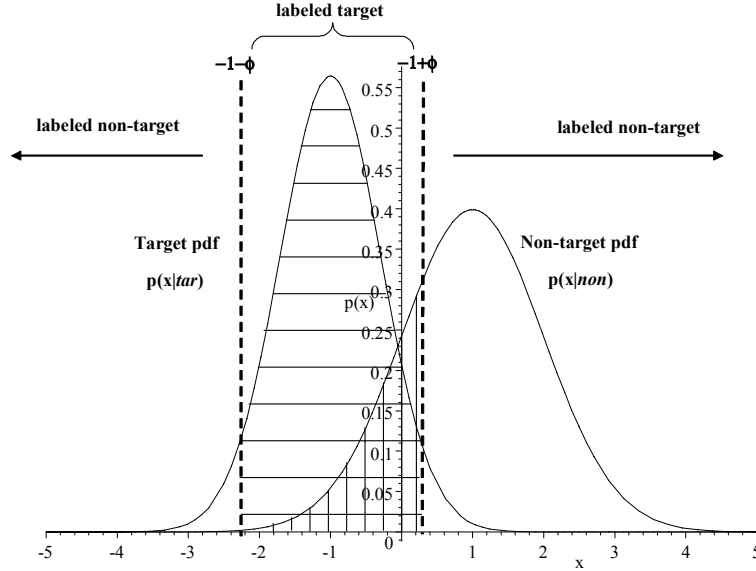 labeled target
−1−ϕ
−1+ϕ
0.55
labeled non-target
labeled non-target
0.5
0.45
0.4
Target pdf
Non-target pdf
0.35
p(x|tar)
p(x|non)
0.3
p(x)
0.25
0.2
0.15
0.1
0.05
0
-5 -4 -3 -2 -1 1 2 3 4 5
x